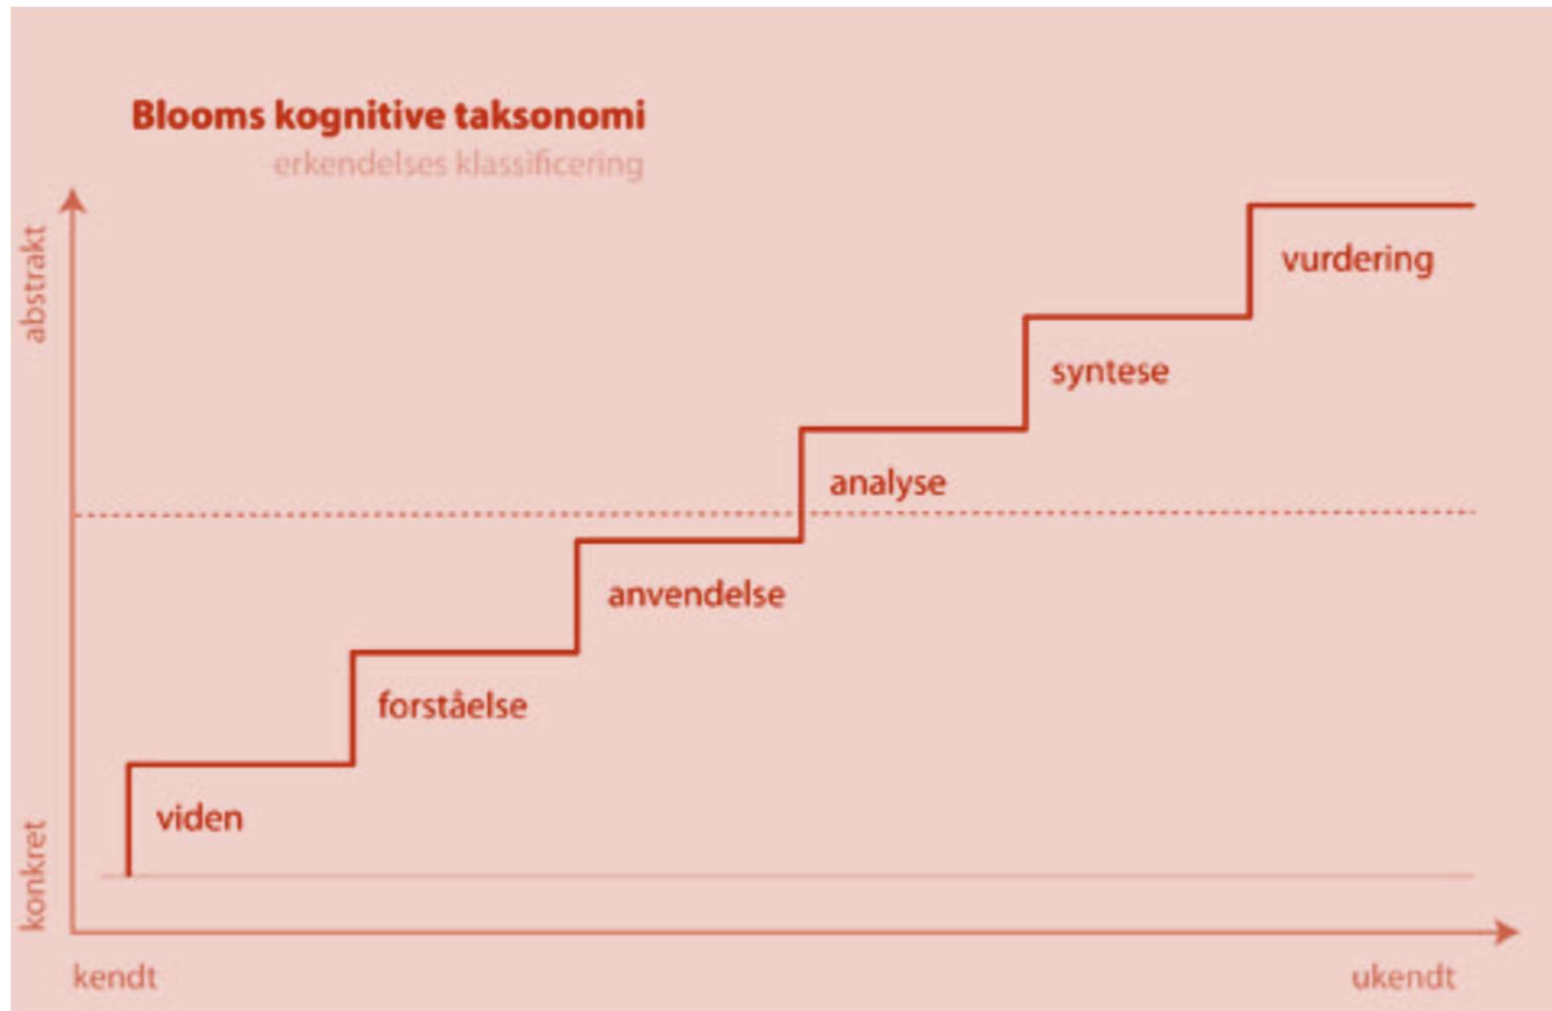 Blooms kognitive taksonomi
erkendelses klassificering
abstrakt
vurdering
syntese
analyse
anvendelse
forståelse
viden
konkret
kendt
ukendt